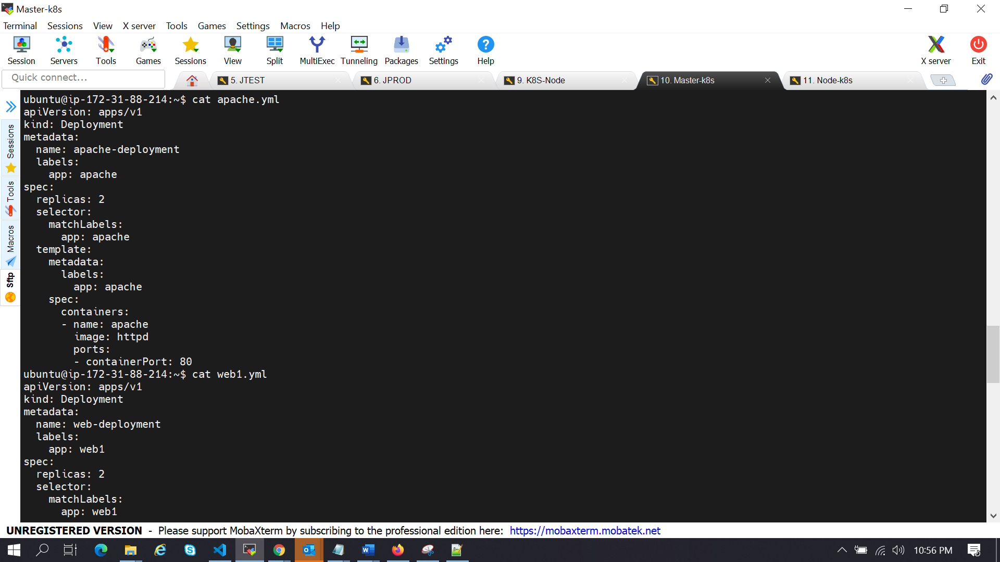 Master-k8s
Terminal Sessions View X server Tools Games Settings Macros Help
Session Servers Tools Games Sessions View Split MultiExec Tunneling Packages Settings Help X server Exit
Quick connect...
5. JTEST
6. JPROD
9. K8S-Node
10. Master-k8s
11. Node-k8s
Sessions
Tools
Macros
Sftp
ubuntu@ip-172-31-88-214:~$ cat apache.yml
apiVersion: apps/v1
kind: Deployment
metadata:
  name: apache-deployment
  labels:
    app: apache
spec:
  replicas: 2
  selector:
    matchLabels:
      app: apache
  template:
    metadata:
      labels:
        app: apache
    spec:
      containers:
      - name: apache
        image: httpd
        ports:
        - containerPort: 80
ubuntu@ip-172-31-88-214:~$ cat web1.yml
apiVersion: apps/v1
kind: Deployment
metadata:
  name: web-deployment
  labels:
    app: web1
spec:
  replicas: 2
  selector:
    matchLabels:
      app: web1
UNREGISTERED VERSION - Please support MobaXterm by subscribing to the professional edition here: https://mobaxterm.mobatek.net
10:56 PM